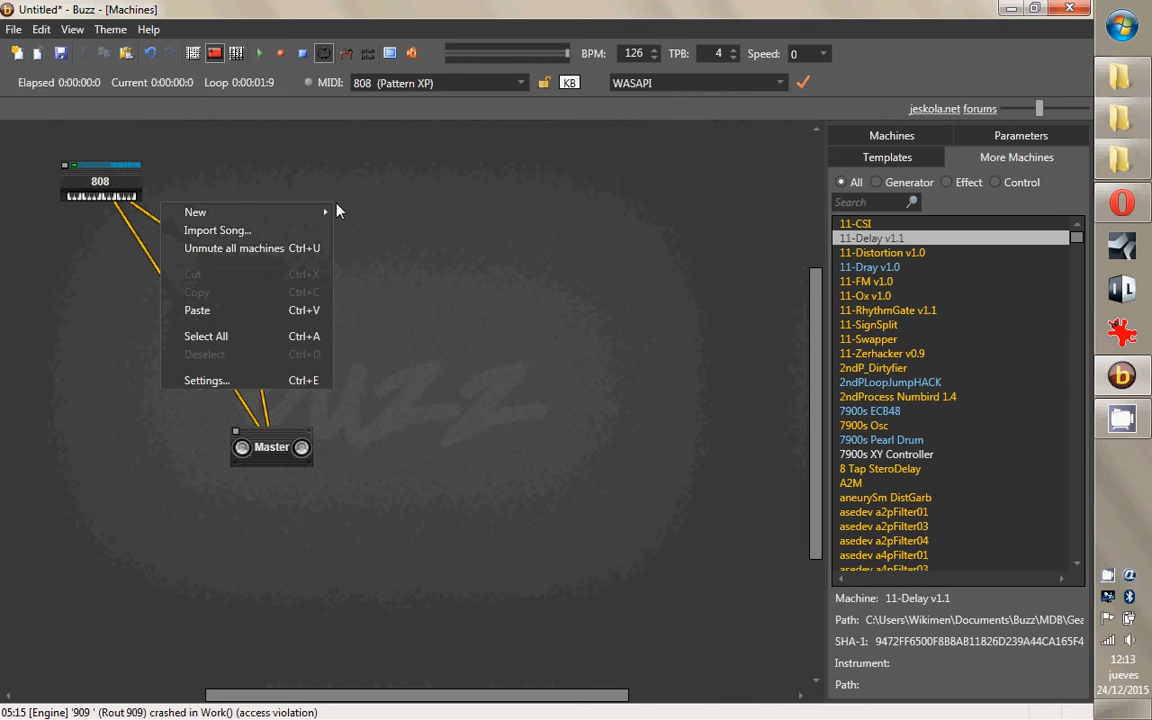 Untitled* - Buzz - [Machines]
File Edit View Theme Help
BPM: 126 TPB: 4 Speed: 0
Elapsed 0:00:00:0 Current 0:00:00:0 Loop 0:00:01:9 MIDI: 808 (Pattern XP) KB WASAPI
jeskola.net forums
Machines Parameters
Templates More Machines
All Generator Effect Control
Search
GENERATOR
808
New
Import Song...
Unmute all machines Ctrl+U
Cut Ctrl+X
Copy Ctrl+C
Paste Ctrl+V
Select All Ctrl+A
Deselect Ctrl+D
Settings... Ctrl+E
Master
11-CSI
11-Delay v1.1
11-Distortion v1.0
11-Dray v1.0
11-FM v1.0
11-Ox v1.0
11-RhythmGate v1.1
11-SignSplit
11-Swapper
11-Zerhacker v0.9
2ndP_Dirtyfier
2ndPLoopJumpHACK
2ndProcess Numbird 1.4
7900s ECB48
7900s Osc
7900s Pearl Drum
7900s XY Controller
8 Tap SteroDelay
A2M
aneurySm DistGarb
asedev a2pFilter01
asedev a2pFilter03
asedev a2pFilter04
asedev a4pFilter01
asedev a4pFilter03
Machine: 11-Delay v1.1
Path: C:\Users\Wikimen\Documents\Buzz\MDB\Gea
SHA-1: 9472FF6500F8B8AB11826D239A44CA165F4
Instrument:
Path:
12:13
jueves
24/12/2015
05:15 [Engine] '909 ' (Rout 909) crashed in Work() (access violation)